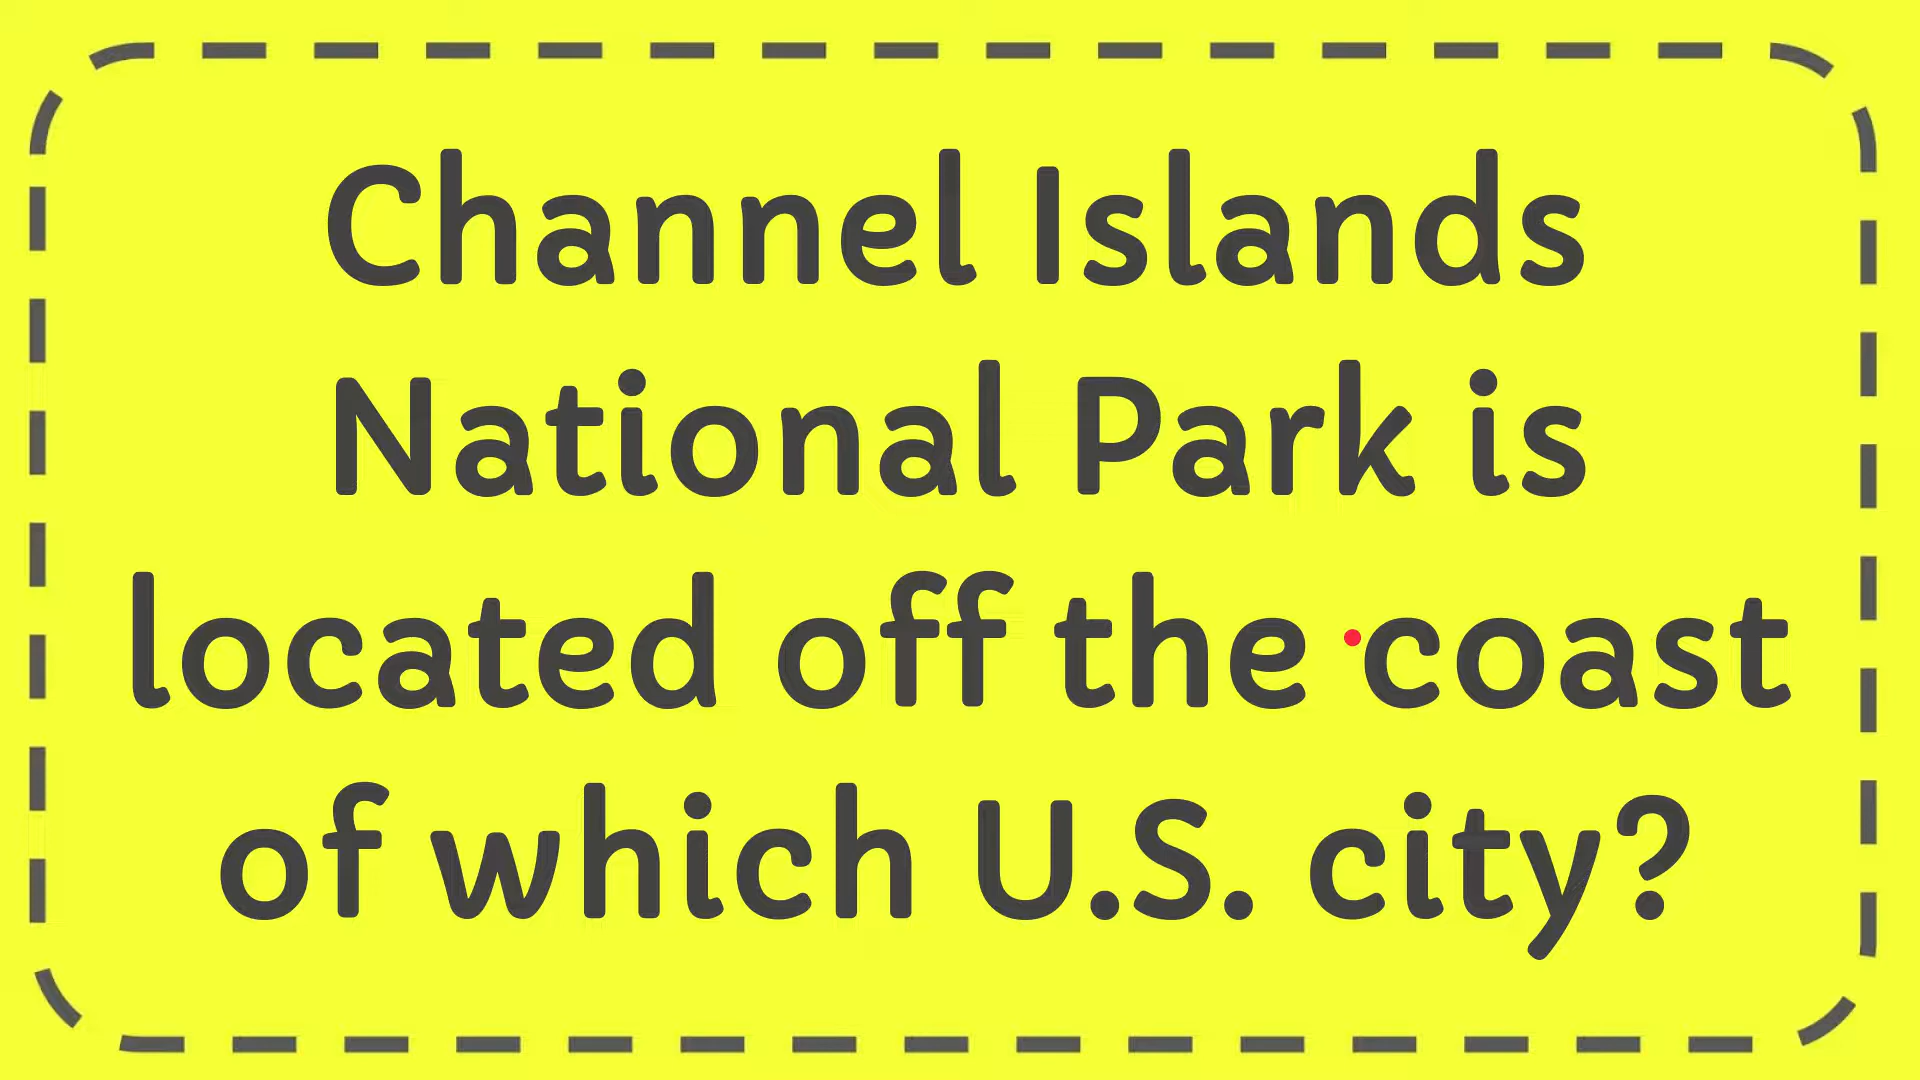 Channel Islands
National Park is
located off the coast
of which U.S. city?